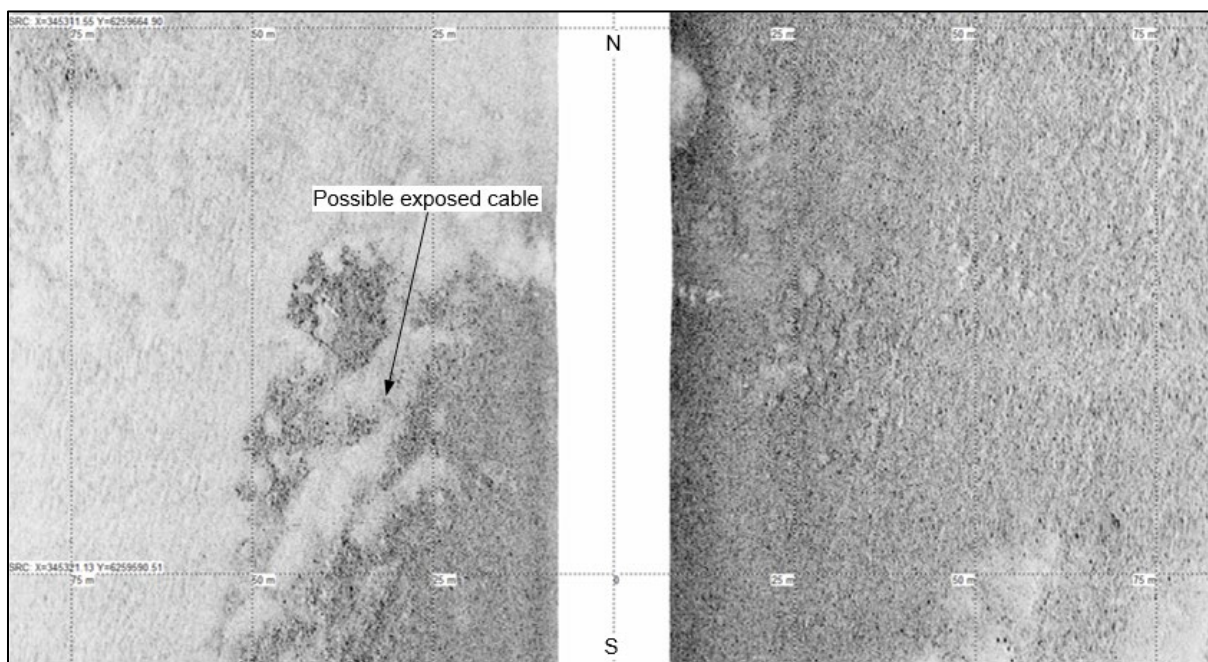 SRC: X=345311.55 Y=6259664.90
75 m 50 m 25 m 25 m 50 m 75 m
N
Possible exposed cable
SRC: X=345321.13 Y=6259590.51
75 m 50 m 25 m 0 25 m 50 m 75 m
S